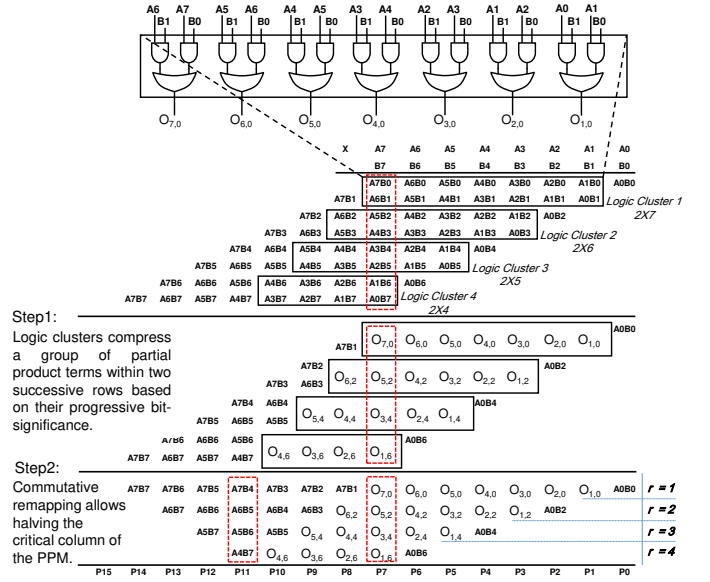 A6 A7 A5 A6 A4 A5 A3 A4 A2 A3 A1 A2 A0 A1
B1 B0 B1 B0 B1 B0 B1 B0 B1 B0 B1 B0 B1 B0
O7,0 O6,0 O5,0 O4,0 O3,0 O2,0 O1,0
X A7 A6 A5 A4 A3 A2 A1 A0
B7 B6 B5 B4 B3 B2 B1 B0
A7B0 A6B0 A5B0 A4B0 A3B0 A2B0 A1B0 A0B0
A7B1 A6B1 A5B1 A4B1 A3B1 A2B1 A1B1 A0B1 Logic Cluster 1
2X7
A7B2 A6B2 A5B2 A4B2 A3B2 A2B2 A1B2 A0B2
A7B3 A6B3 A5B3 A4B3 A3B3 A2B3 A1B3 A0B3 Logic Cluster 2
2X6
A7B4 A6B4 A5B4 A4B4 A3B4 A2B4 A1B4 A0B4
A7B5 A6B5 A5B5 A4B5 A3B5 A2B5 A1B5 A0B5 Logic Cluster 3
2X5
A7B6 A6B6 A5B6 A4B6 A3B6 A2B6 A1B6 A0B6
A7B7 A6B7 A5B7 A4B7 A3B7 A2B7 A1B7 A0B7 Logic Cluster 4
2X4
Step1:
Logic clusters compress
a group of partial
product terms within two
successive rows based
on their progressive bit-
significance.
A0B0
A7B1 O7,0 O6,0 O5,0 O4,0 O3,0 O2,0 O1,0
A7B2 A0B2
A7B3 A6B3 O6,2 O5,2 O4,2 O3,2 O2,2 O1,2
A7B4 A6B4 A0B4
A7B5 A6B5 A5B5 O5,4 O4,4 O3,4 O2,4 O1,4
A7B6 A6B6 A5B6 A0B6
A7B7 A6B7 A5B7 A4B7 O4,6 O3,6 O2,6 O1,6
Step2:
Commutative
remapping allows
halving the
critical column of
the PPM.
A7B7 A7B6 A7B5 A7B4 A7B3 A7B2 A7B1 O7,0 O6,0 O5,0 O4,0 O3,0 O2,0 O1,0 A0B0 r = 1
A6B7 A6B6 A6B5 A6B4 A6B3 O6,2 O5,2 O4,2 O3,2 O2,2 O1,2 A0B2 r = 2
A5B7 A5B6 A5B5 O5,4 O4,4 O3,4 O2,4 O1,4 A0B4 r = 3
A4B7 O4,6 O3,6 O2,6 O1,6 A0B6 r = 4
P15 P14 P13 P12 P11 P10 P9 P8 P7 P6 P5 P4 P3 P2 P1 P0